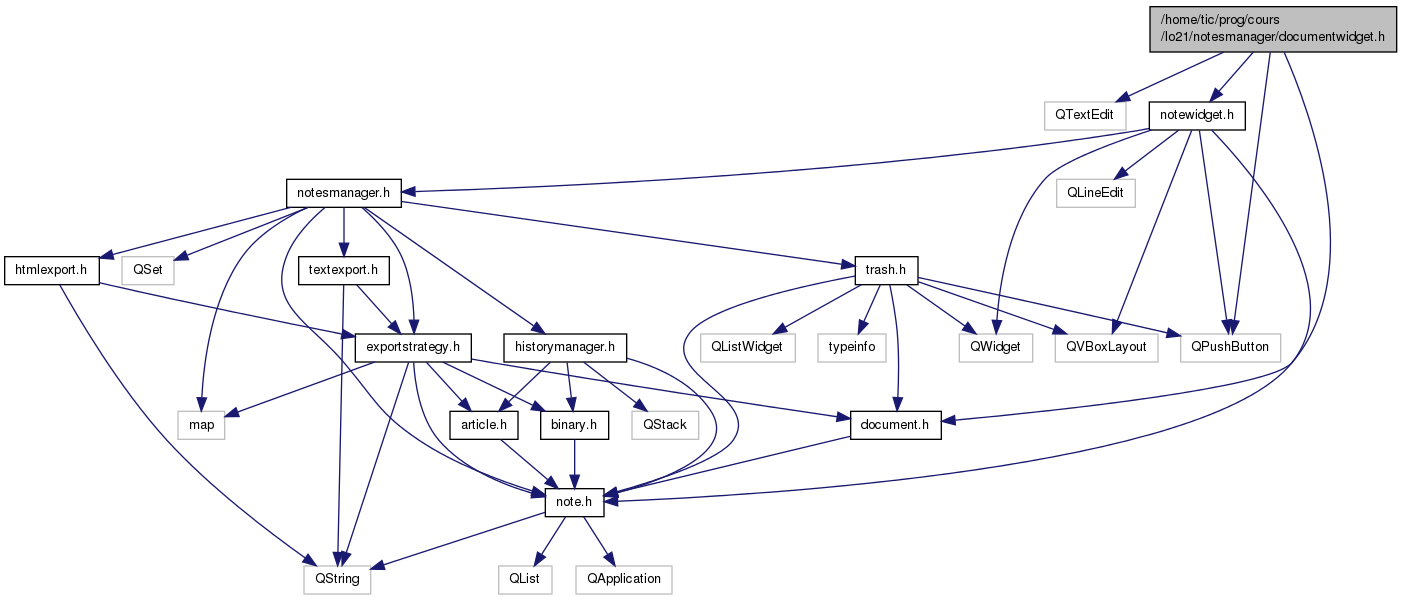 /home/tic/prog/cours
/lo21/notesmanager/documentwidget.h
QTextEdit
notewidget.h
notesmanager.h
QLineEdit
htmlexport.h
QSet
textexport.h
trash.h
exportstrategy.h
historymanager.h
QListWidget
typeinfo
QWidget
QVBoxLayout
QPushButton
map
article.h
binary.h
QStack
document.h
note.h
QString
QList
QApplication